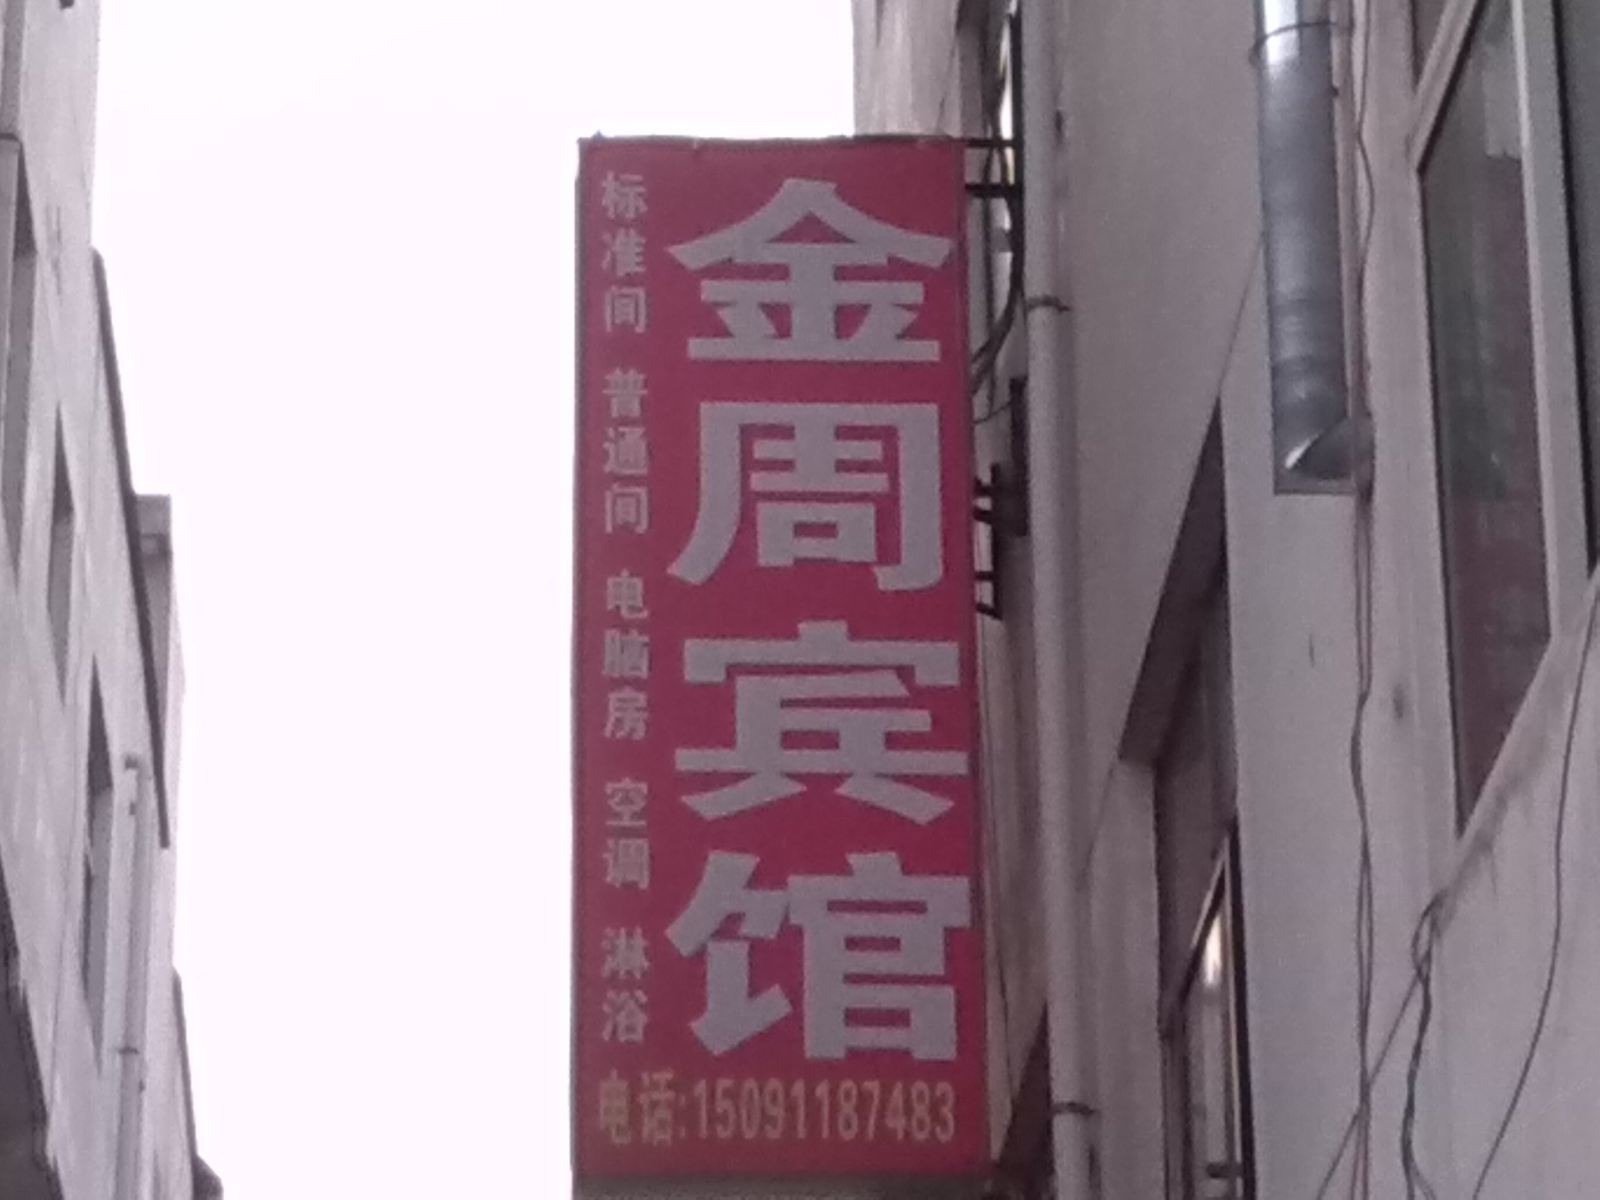 金周宾馆
标准间 普通间 电脑房 空调 淋浴
电话:15091187483